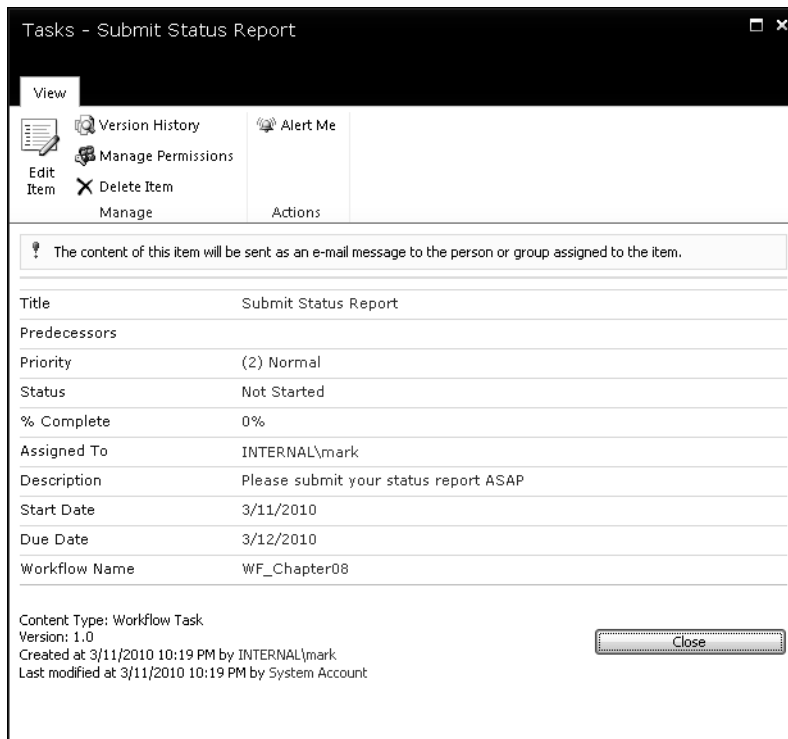 Tasks - Submit Status Report
View
Edit Item
Version History
Manage Permissions
Delete Item
Manage
Alert Me
Actions
The content of this item will be sent as an e-mail message to the person or group assigned to the item.
Title Submit Status Report
Predecessors
Priority (2) Normal
Status Not Started
% Complete 0%
Assigned To INTERNAL\mark
Description Please submit your status report ASAP
Start Date 3/11/2010
Due Date 3/12/2010
Workflow Name WF_Chapter08
Content Type: Workflow Task
Version: 1.0
Created at 3/11/2010 10:19 PM by INTERNAL\mark
Last modified at 3/11/2010 10:19 PM by System Account
Close